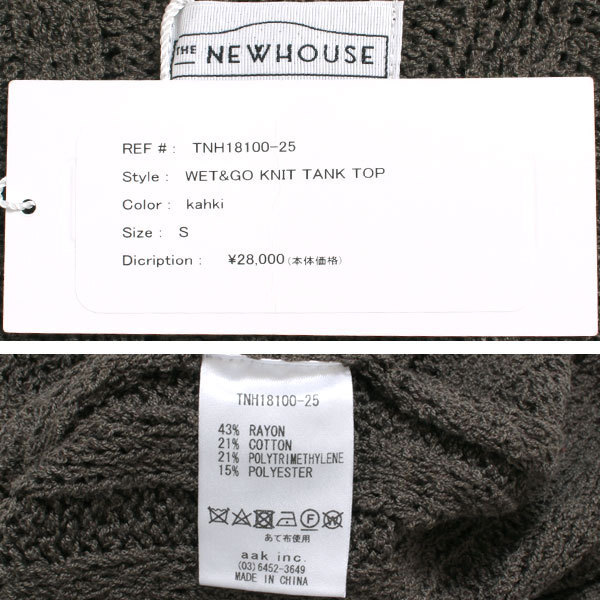 THE NEWHOUSE
REF # : TNH18100-25
Style : WET&GO KNIT TANK TOP
Color : kahki
Size : S
Dicription : ¥28,000(本体価格)
TNH18100-25
43% RAYON
21% COTTON
21% POLYTRIMETHYLENE
15% POLYESTER
あて布使用
aak inc.
(03)6452-3649
MADE IN CHINA